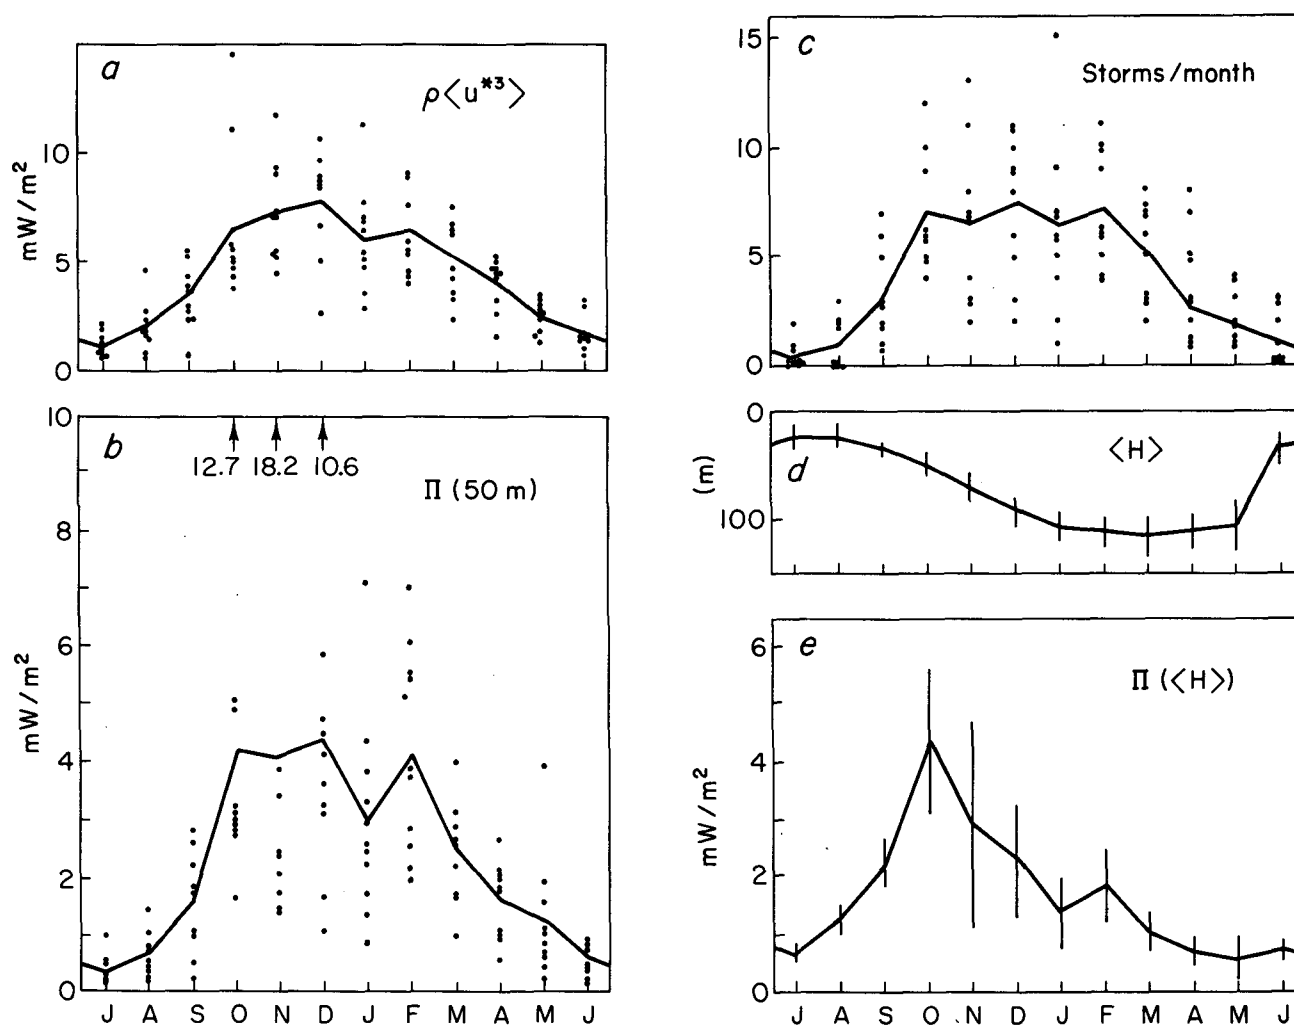 a
ρ⟨u*3⟩
mW/m²
10
5
0
b
10
12.7 18.2 10.6
Π (50 m)
8
6
mW/m²
4
2
0
J A S O N D J F M A M J
c
15
Storms/month
10
5
0
0
⟨H⟩
(m)
d
100
e
6
Π (⟨H⟩)
4
mW/m²
2
0
J A S O N D J F M A M J